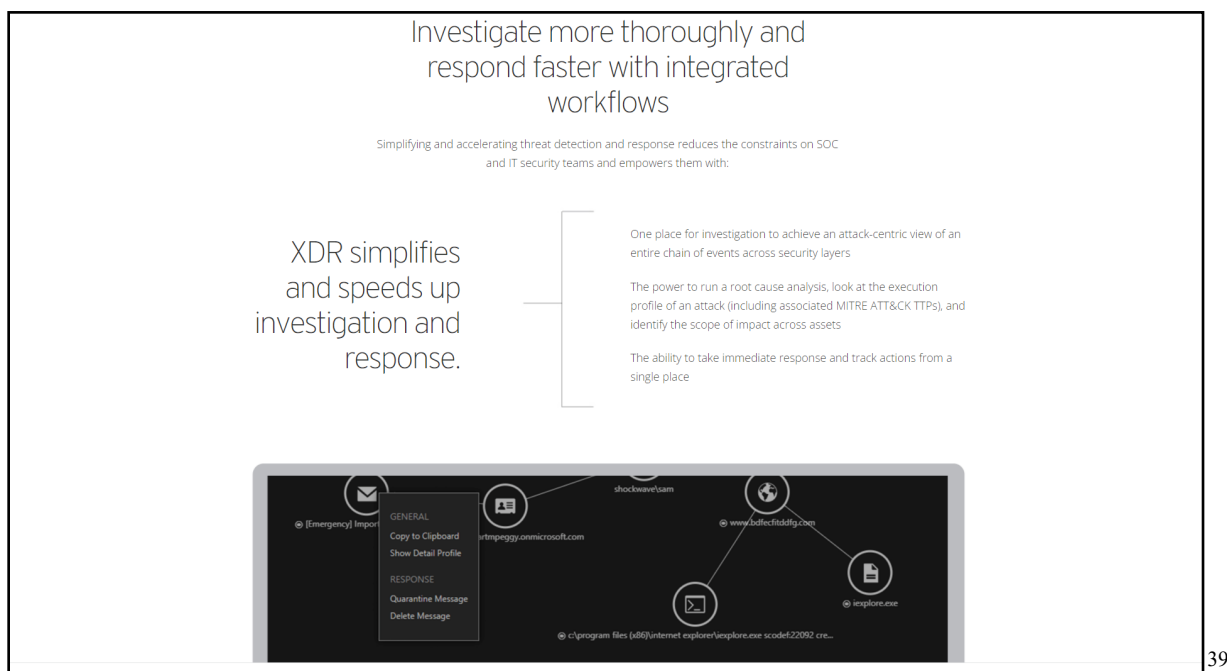 Investigate more thoroughly and
respond faster with integrated
workflows
Simplifying and accelerating threat detection and response reduces the constraints on SOC
and IT security teams and empowers them with:
XDR simplifies
and speeds up
investigation and
response.
One place for investigation to achieve an attack-centric view of an
entire chain of events across security layers
The power to run a root cause analysis, look at the execution
profile of an attack (including associated MITRE ATT&CK TTPs), and
identify the scope of impact across assets
The ability to take immediate response and track actions from a
single place
shockwave\sam
[Emergency] Import
GENERAL
Copy to Clipboard
Show Detail Profile
RESPONSE
Quarantine Message
Delete Message
rtmpeggy.onmicrosoft.com
www.bdfecfitddfg.com
iexplore.exe
c:\program files (x86)\internet explorer\iexplore.exe scodef:22092 cre...
39